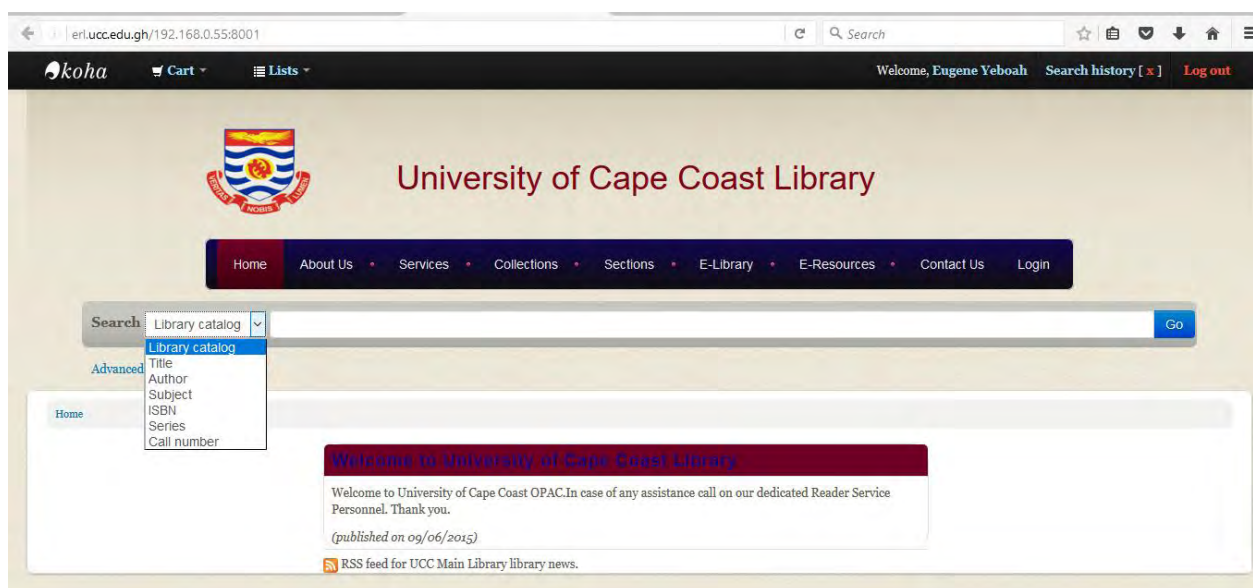 erl.ucc.edu.gh/192.168.0.55:8001
Search
koha Cart Lists Welcome, Eugene Yeboah Search history [ x ] Log out
VERITAS NOBIS LUMEN
University of Cape Coast Library
Home About Us Services Collections Sections E-Library E-Resources Contact Us Login
Search Library catalog Go
Library catalog
Advanced
Title
Author
Subject
ISBN
Series
Call number
Home
Welcome to University of Cape Coast Library
Welcome to University of Cape Coast OPAC.In case of any assistance call on our dedicated Reader Service
Personnel. Thank you.
(published on 09/06/2015)
RSS feed for UCC Main Library library news.